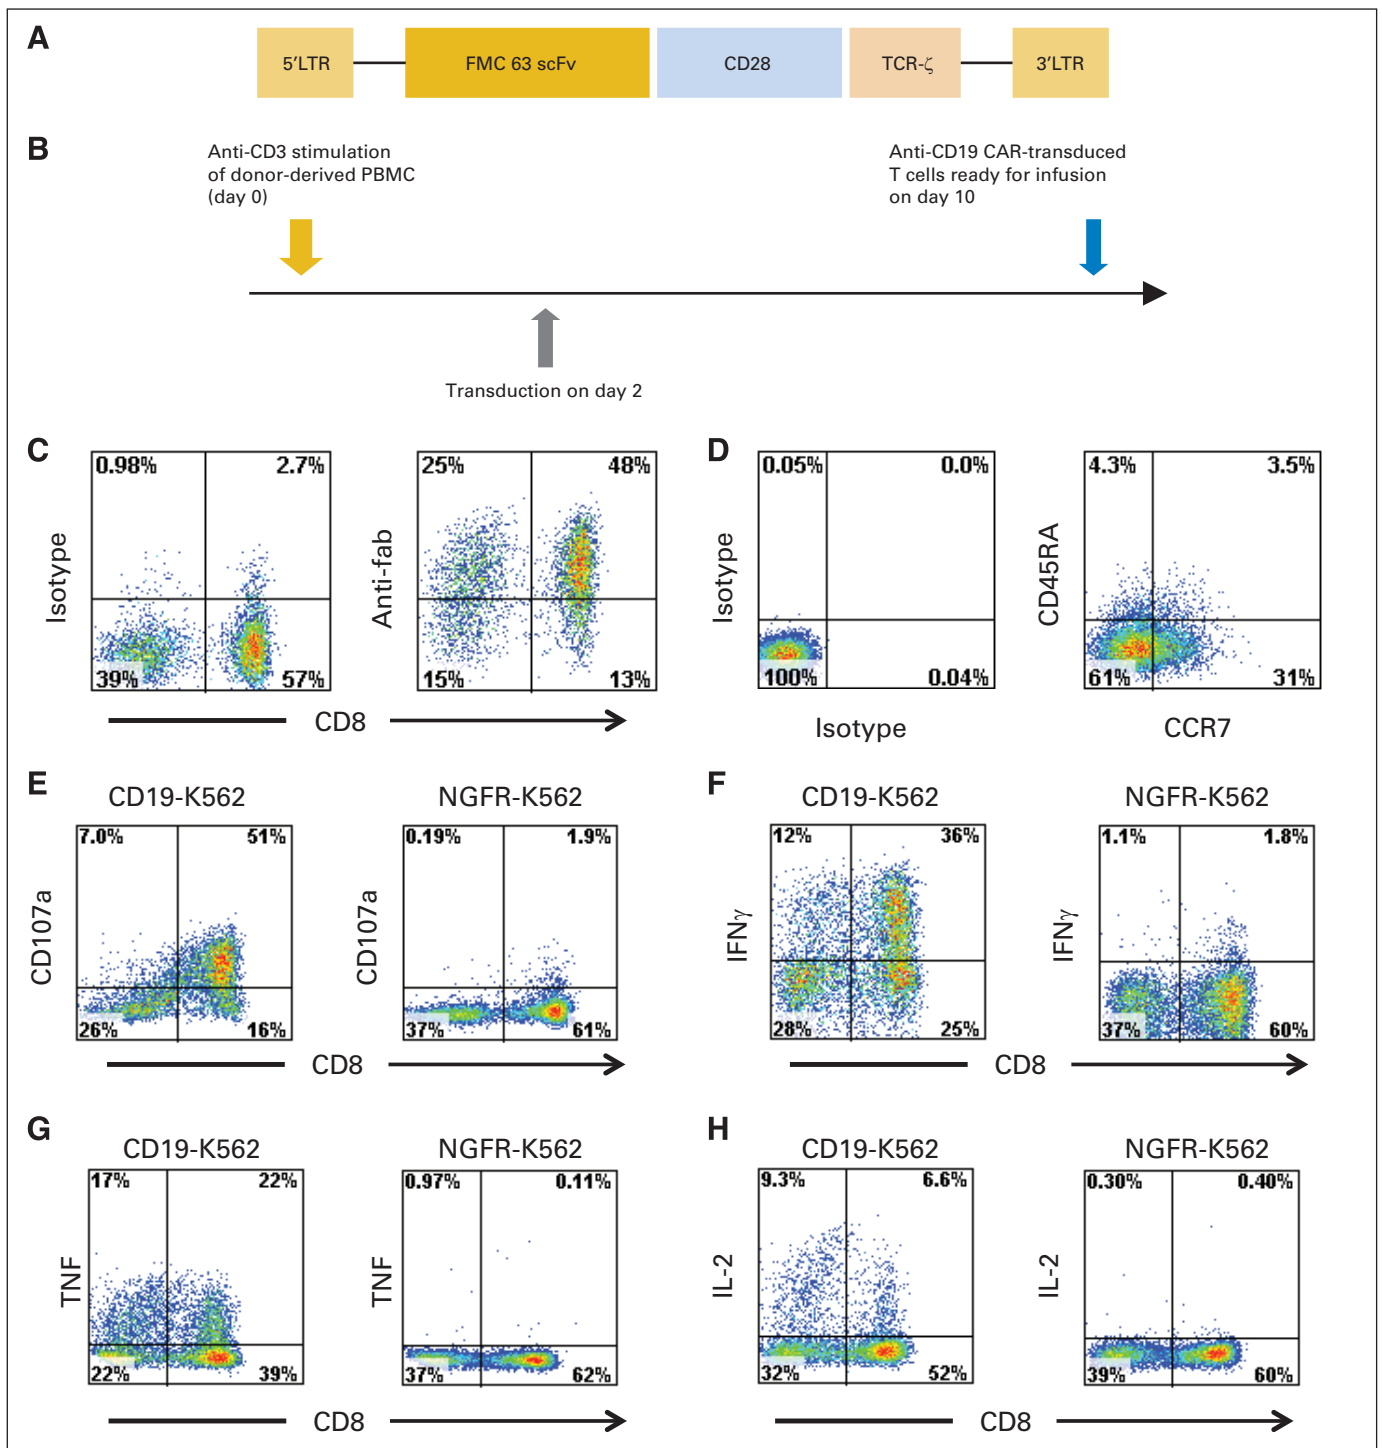 A
5'LTR
FMC 63 scFv
CD28
TCR-ζ
3'LTR
B
Anti-CD3 stimulation
of donor-derived PBMC
(day 0)
Anti-CD19 CAR-transduced
T cells ready for infusion
on day 10
Transduction on day 2
C
Isotype
0.98%
2.7%
39%
57%
Anti-fab
25%
48%
15%
13%
CD8
D
Isotype
0.05%
0.0%
100%
0.04%
Isotype
CD45RA
4.3%
3.5%
61%
31%
CCR7
E
CD19-K562
CD107a
7.0%
51%
26%
16%
NGFR-K562
CD107a
0.19%
1.9%
37%
61%
CD8
F
CD19-K562
IFNγ
12%
36%
28%
25%
NGFR-K562
IFNγ
1.1%
1.8%
37%
60%
CD8
G
CD19-K562
TNF
17%
22%
22%
39%
NGFR-K562
TNF
0.97%
0.11%
37%
62%
CD8
H
CD19-K562
IL-2
9.3%
6.6%
32%
52%
NGFR-K562
IL-2
0.30%
0.40%
39%
60%
CD8